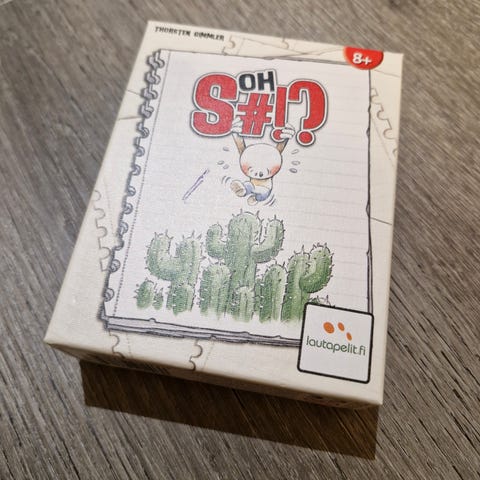 THORSTEN GIMMLER
8+
OH
S#!?
lautapelit.fi